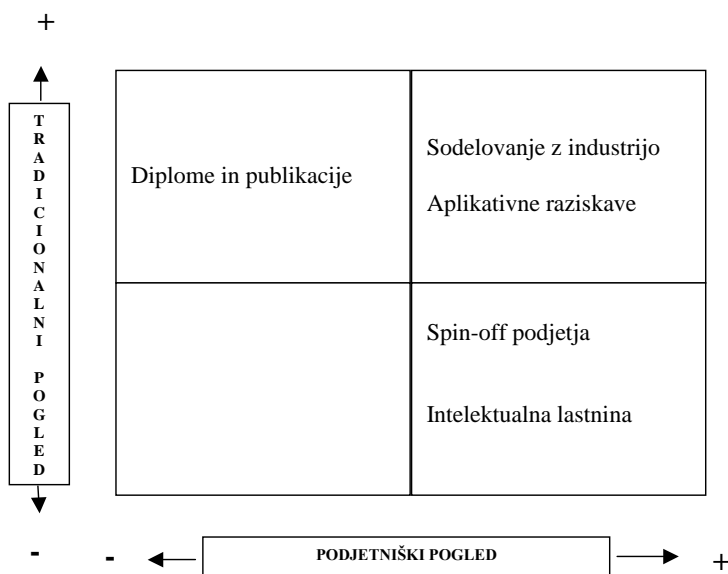 +
TRADICIONALNI POGLED
Diplome in publikacije
Sodelovanje z industrijo
Aplikativne raziskave
Spin-off podjetja
Intelektualna lastnina
-
-
PODJETNIŠKI POGLED
+